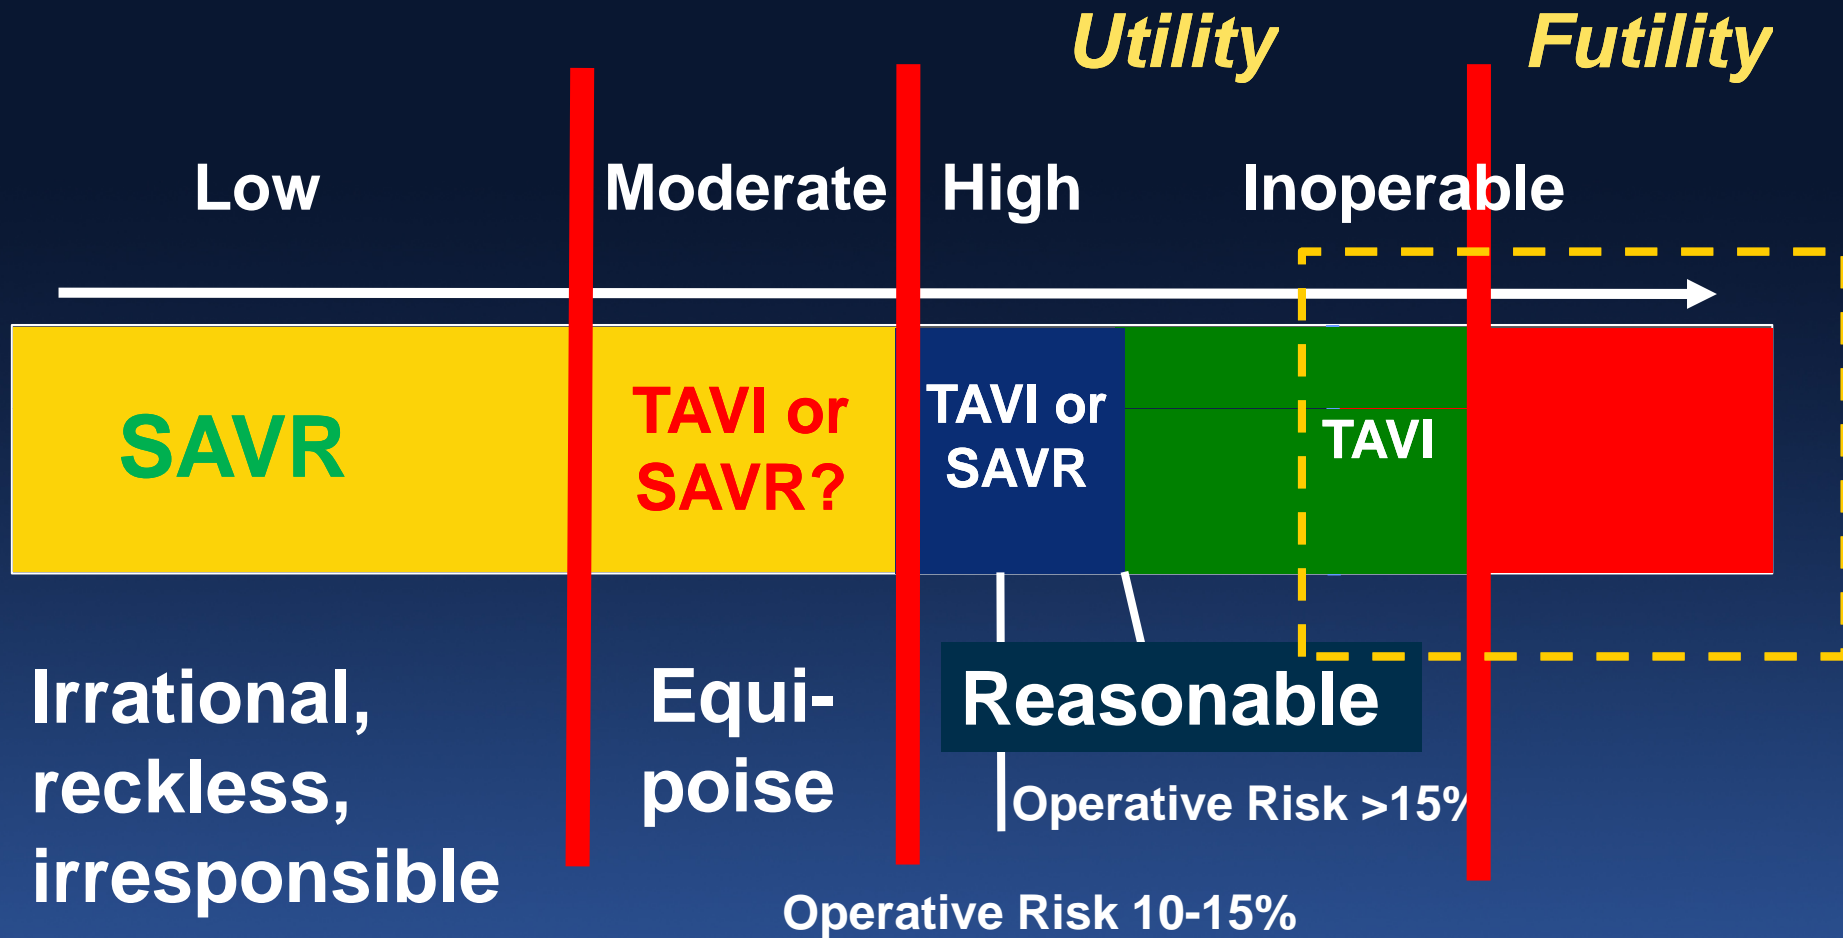 Utility
Futility
Low
Moderate
High
Inoperable
SAVR
TAVI or
SAVR?
TAVI or
SAVR
TAVI
Irrational,
reckless,
irresponsible
Equi-
poise
Reasonable
Operative Risk >15%
Operative Risk 10-15%